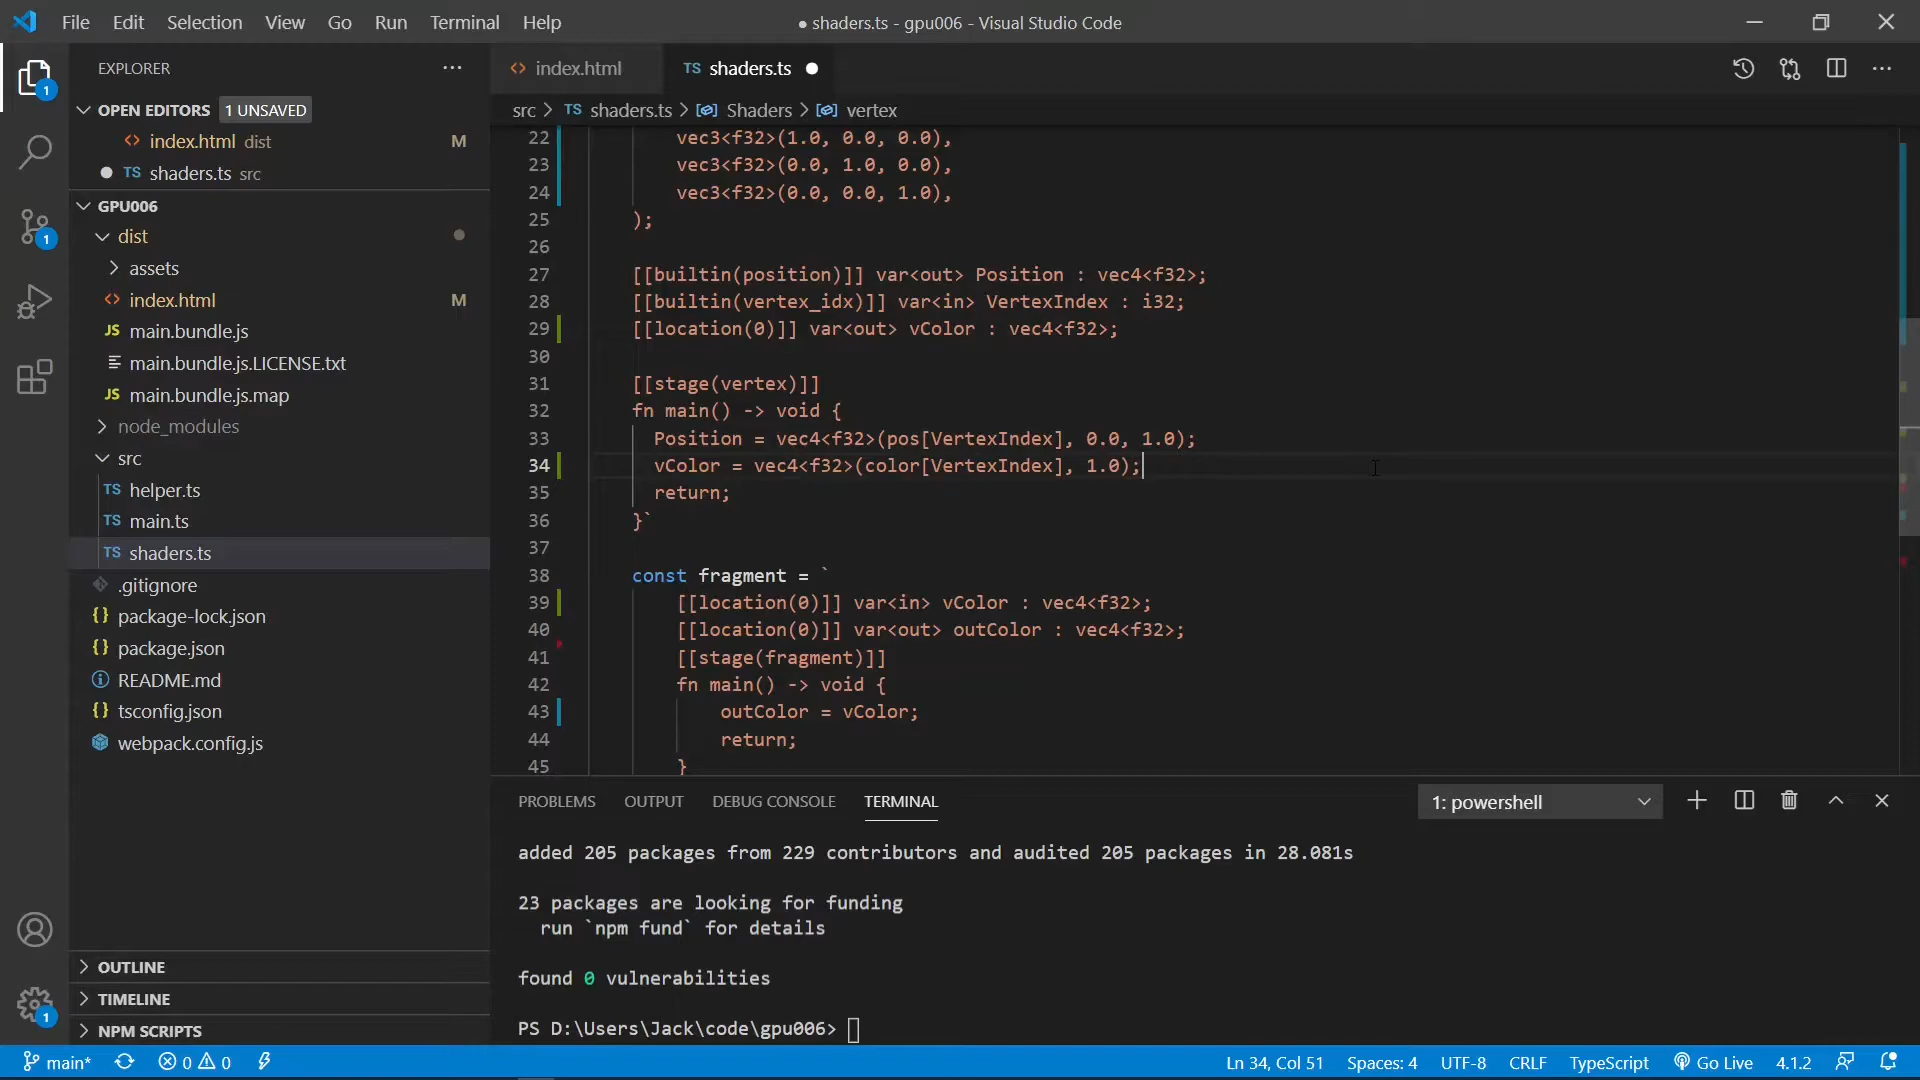 File Edit Selection View Go Run Terminal Help
● shaders.ts - gpu006 - Visual Studio Code
EXPLORER
OPEN EDITORS 1 UNSAVED
index.html dist M
TS shaders.ts src
GPU006
dist
assets
index.html M
JS main.bundle.js
main.bundle.js.LICENSE.txt
JS main.bundle.js.map
node_modules
src
TS helper.ts
TS main.ts
TS shaders.ts
.gitignore
{} package-lock.json
{} package.json
README.md
{} tsconfig.json
webpack.config.js
OUTLINE
TIMELINE
NPM SCRIPTS
1
1
1
index.html
TS shaders.ts
src > TS shaders.ts > Shaders > vertex
22 vec3<f32>(1.0, 0.0, 0.0),
23 vec3<f32>(0.0, 1.0, 0.0),
24 vec3<f32>(0.0, 0.0, 1.0),
25 );
26
27 [[builtin(position)]] var<out> Position : vec4<f32>;
28 [[builtin(vertex_idx)]] var<in> VertexIndex : i32;
29 [[location(0)]] var<out> vColor : vec4<f32>;
30
31 [[stage(vertex)]]
32 fn main() -> void {
33 Position = vec4<f32>(pos[VertexIndex], 0.0, 1.0);
34 vColor = vec4<f32>(color[VertexIndex], 1.0);
35 return;
36 }`
37
38 const fragment = `
39 [[location(0)]] var<in> vColor : vec4<f32>;
40 [[location(0)]] var<out> outColor : vec4<f32>;
41 [[stage(fragment)]]
42 fn main() -> void {
43 outColor = vColor;
44 return;
45 }
PROBLEMS OUTPUT DEBUG CONSOLE TERMINAL
1: powershell
added 205 packages from 229 contributors and audited 205 packages in 28.081s
23 packages are looking for funding
run `npm fund` for details
found 0 vulnerabilities
PS D:\Users\Jack\code\gpu006>
main* 0 0
Ln 34, Col 51 Spaces: 4 UTF-8 CRLF TypeScript Go Live 4.1.2